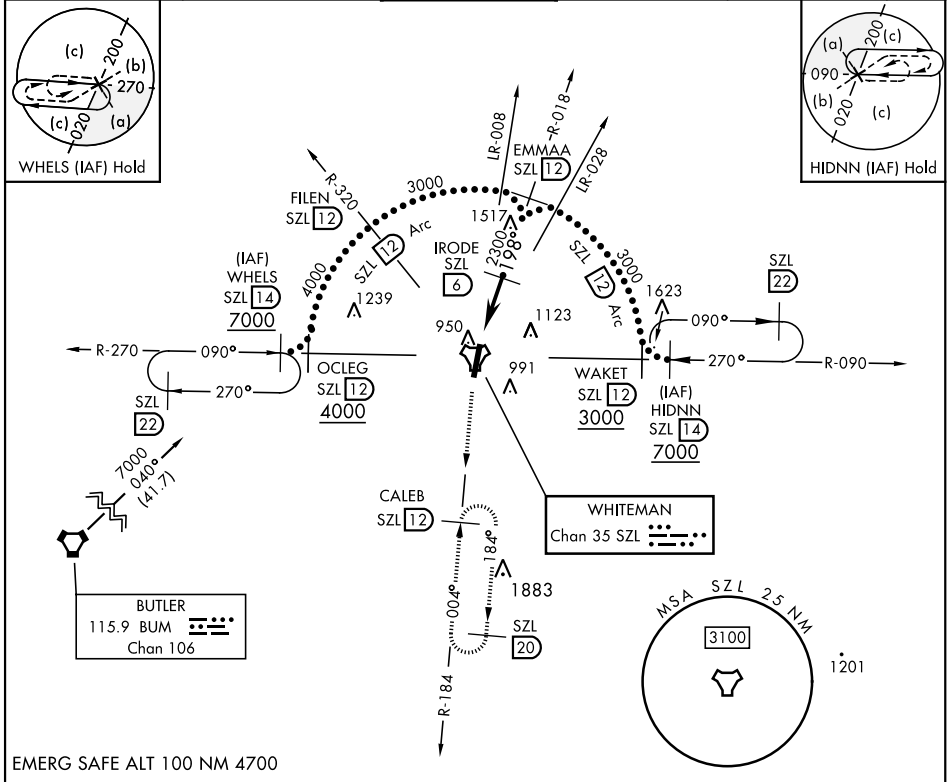 (c)
200
(b)
270
(c)
020
(a)
WHELS (IAF) Hold
(a)
200
(c)
090
(b)
020
(c)
HIDNN (IAF) Hold
LR-008
R-018
LR-028
EMMAA
SZL 12
R-320
3000
FILEN
SZL 12
SZL 12 Arc
4000
1517
2300
198°
IRODE
SZL
6
3000
SZL 12 Arc
(IAF)
WHELS
SZL 14
7000
1239
1623
SZL
22
950
1123
090°
R-270
090°
270°
991
270°
R-090
OCLEG
SZL 12
4000
WAKET
SZL 12
3000
(IAF)
HIDNN
SZL 14
7000
SZL
22
7000
040°
(41.7)
CALEB
SZL 12
WHITEMAN
Chan 35 SZL
184°
004°
1883
BUTLER
115.9 BUM
Chan 106
SZL
20
R-184
MSA SZL 25 NM
3100
1201
EMERG SAFE ALT 100 NM 4700